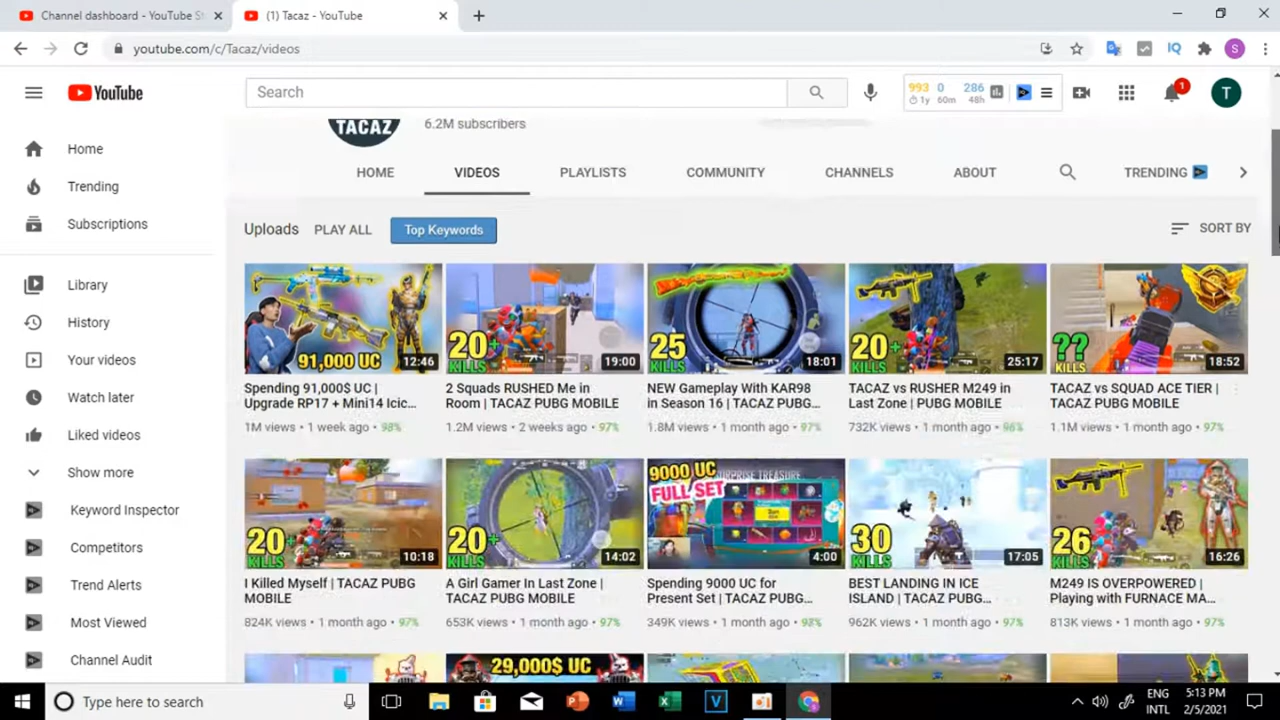 Channel dashboard - YouTube St
(1) Tacaz - YouTube
youtube.com/c/Tacaz/videos
YouTube
Search
993 0 286
1y 60m 48h
1
T
S
IQ
Home
Trending
Subscriptions
Library
History
Your videos
Watch later
Liked videos
Show more
Keyword Inspector
Competitors
Trend Alerts
Most Viewed
Channel Audit
TACAZ
6.2M subscribers
HOME
VIDEOS
PLAYLISTS
COMMUNITY
CHANNELS
ABOUT
TRENDING
Uploads
PLAY ALL
Top Keywords
SORT BY
91,000 UC
12:46
20+
KILLS
19:00
25
KILLS
18:01
20+
KILLS
25:17
??
KILLS
18:52
Spending 91,000$ UC |
Upgrade RP17 + Mini14 Icic...
1M views • 1 week ago • 98%
2 Squads RUSHED Me in
Room | TACAZ PUBG MOBILE
1.2M views • 2 weeks ago • 97%
NEW Gameplay With KAR98
in Season 16 | TACAZ PUBG...
1.8M views • 1 month ago • 97%
TACAZ vs RUSHER M249 in
Last Zone | PUBG MOBILE
732K views • 1 month ago • 96%
TACAZ vs SQUAD ACE TIER |
TACAZ PUBG MOBILE
1.1M views • 1 month ago • 97%
20+
KILLS
10:18
20+
KILLS
14:02
9000 UC
FULL SET
SURPRISE TREASURE
4:00
30
KILLS
17:05
26
KILLS
16:26
I Killed Myself | TACAZ PUBG
MOBILE
824K views • 1 month ago • 97%
A Girl Gamer In Last Zone |
TACAZ PUBG MOBILE
653K views • 1 month ago • 97%
Spending 9000 UC for
Present Set | TACAZ PUBG...
349K views • 1 month ago • 98%
BEST LANDING IN ICE
ISLAND | TACAZ PUBG...
962K views • 1 month ago • 97%
M249 IS OVERPOWERED |
Playing with FURNACE MA...
813K views • 1 month ago • 97%
29,000$ UC
Type here to search
ENG
INTL
5:13 PM
2/5/2021